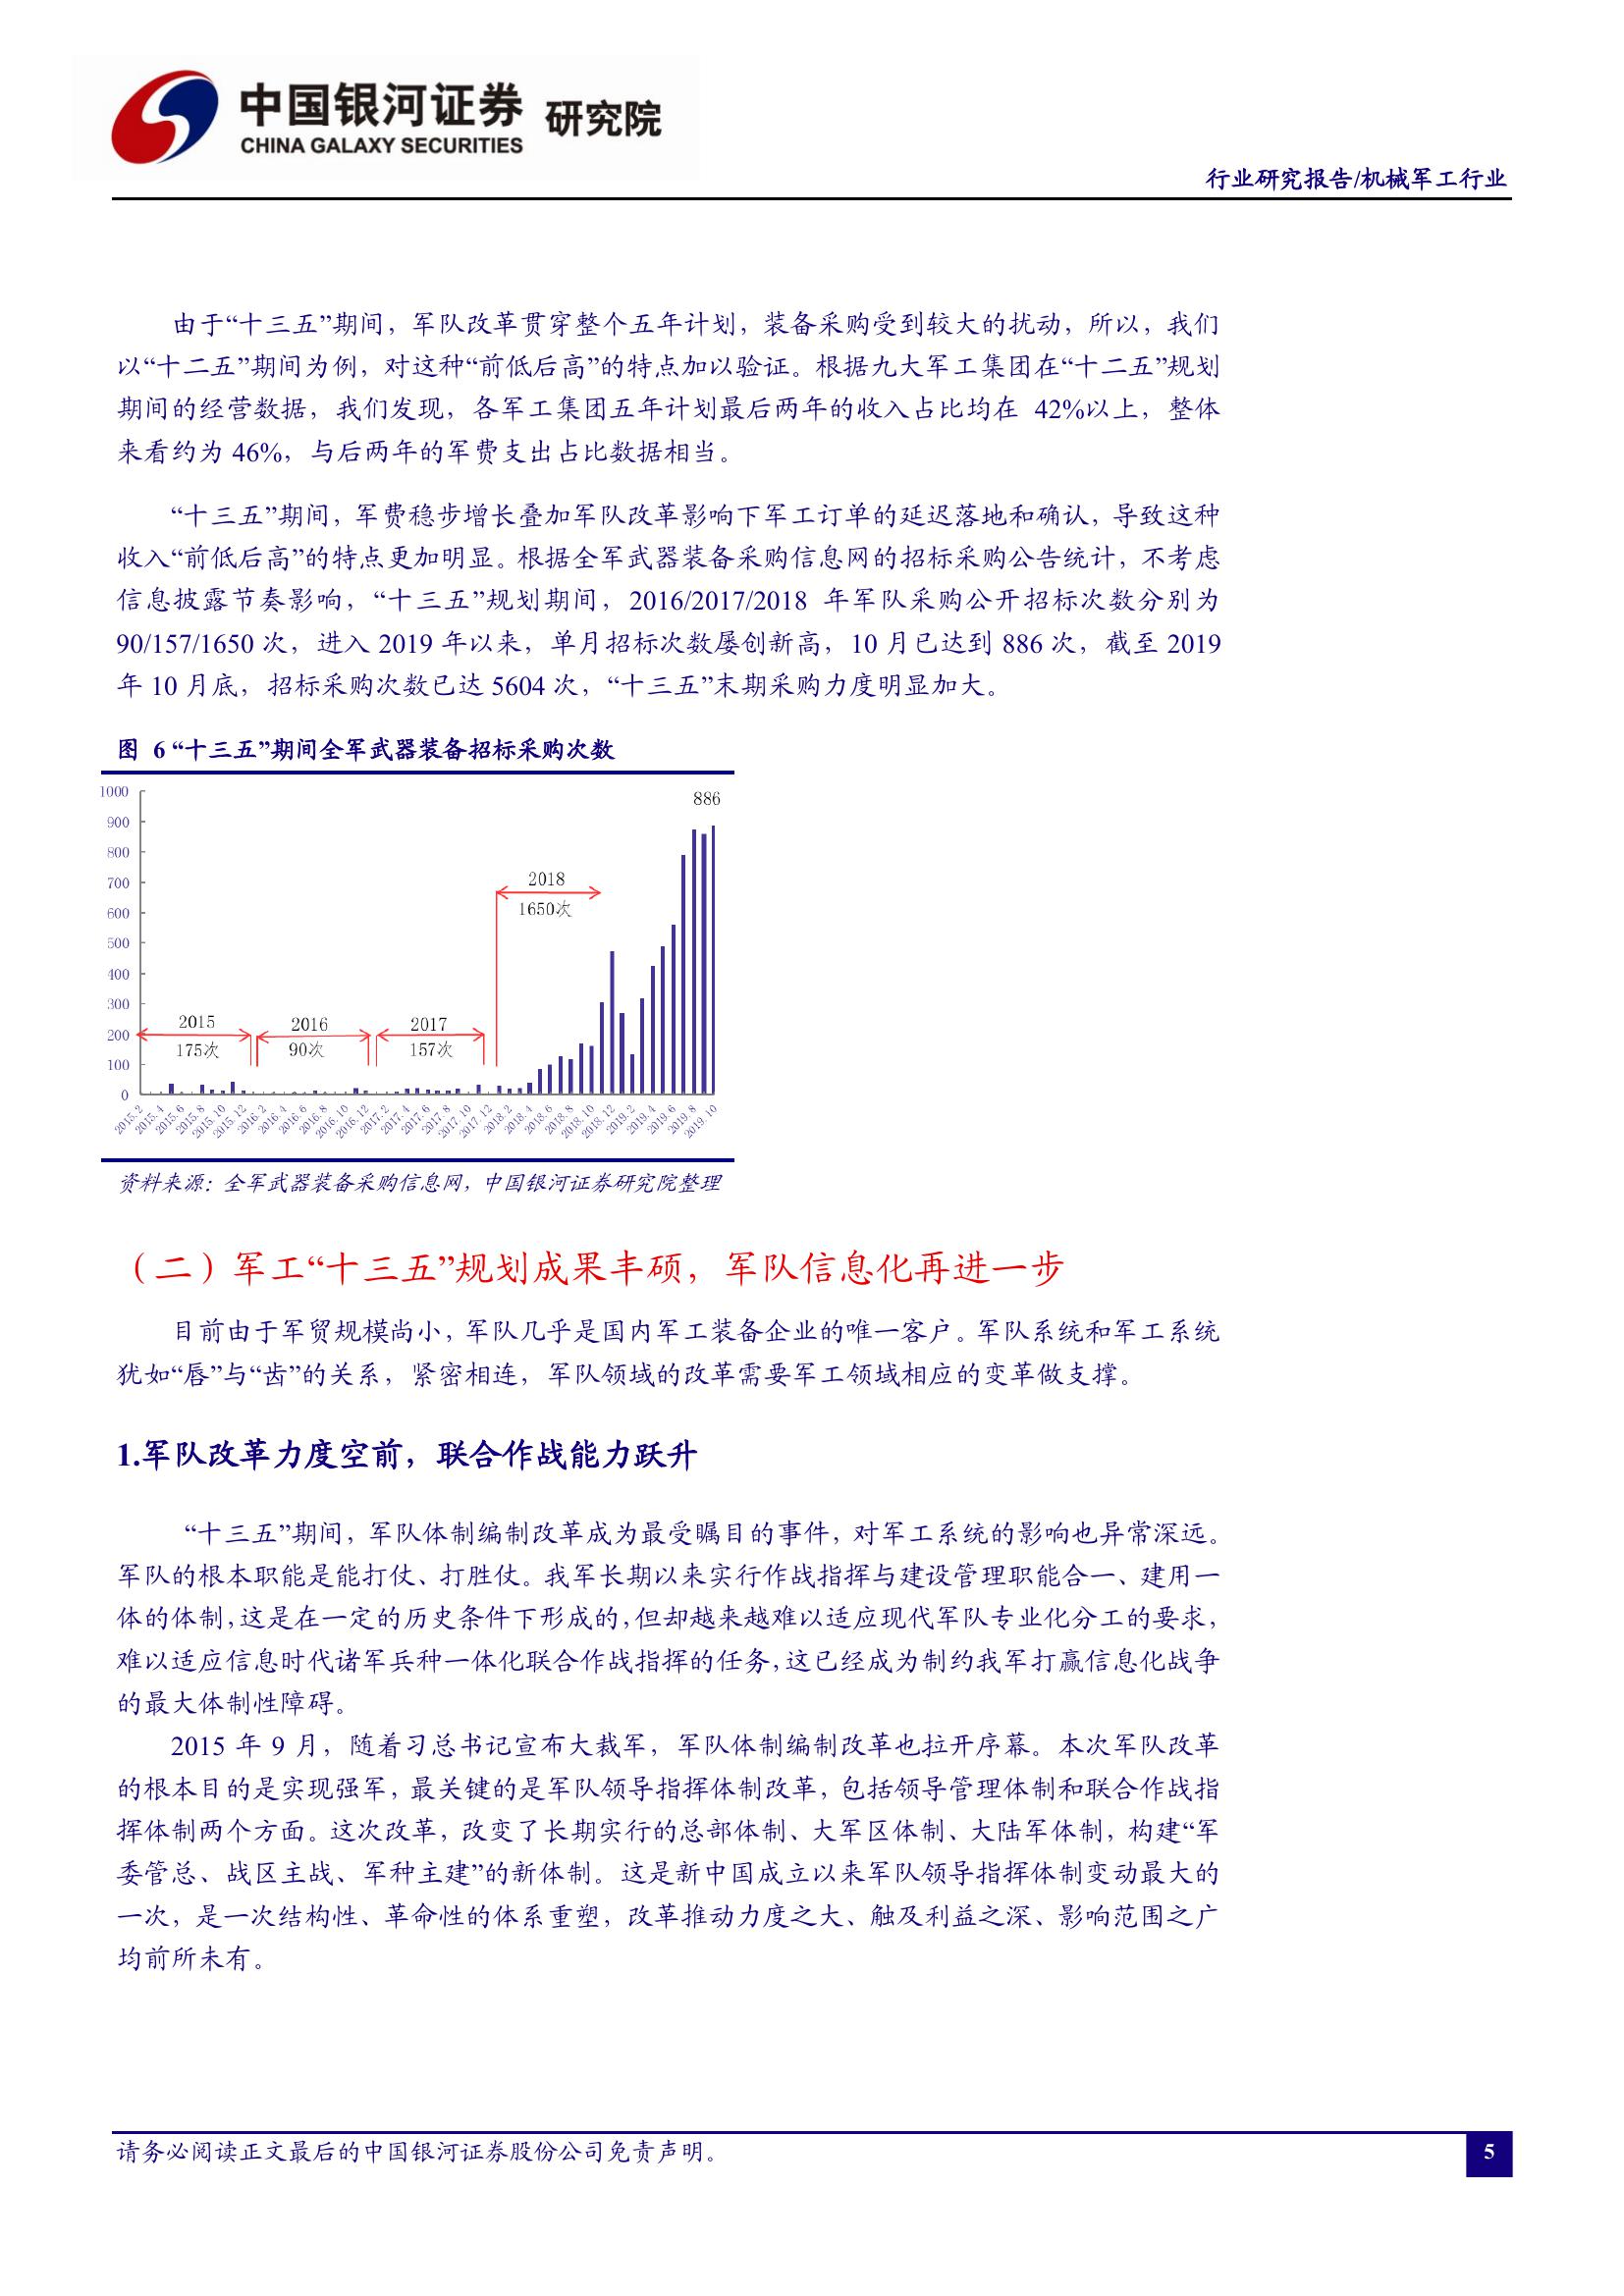 中国银河证券 研究院
CHINA GALAXY SECURITIES
行业研究报告/机械军工行业
由于“十三五”期间，军队改革贯穿整个五年计划，装备采购受到较大的扰动，所以，我们
以“十二五”期间为例，对这种“前低后高”的特点加以验证。根据九大军工集团在“十二五”规划
期间的经营数据，我们发现，各军工集团五年计划最后两年的收入占比均在 42%以上，整体
来看约为 46%，与后两年的军费支出占比数据相当。
“十三五”期间，军费稳步增长叠加军队改革影响下军工订单的延迟落地和确认，导致这种
收入“前低后高”的特点更加明显。根据全军武器装备采购信息网的招标采购公告统计，不考虑
信息披露节奏影响，“十三五”规划期间，2016/2017/2018 年军队采购公开招标次数分别为
90/157/1650 次，进入 2019 年以来，单月招标次数屡创新高，10 月已达到 886 次，截至 2019
年 10 月底，招标采购次数已达 5604 次，“十三五”末期采购力度明显加大。
图 6 “十三五”期间全军武器装备招标采购次数
1000
900
800
700
600
500
400
300
200
100
0
886
2018
1650次
2015
175次
2016
90次
2017
157次
2015.2 2015.4 2015.6 2015.8 2015.10 2015.12 2016.2 2016.4 2016.6 2016.8 2016.10 2016.12 2017.2 2017.4 2017.6 2017.8 2017.10 2017.12 2018.2 2018.4 2018.6 2018.8 2018.10 2018.12 2019.2 2019.4 2019.6 2019.8 2019.10
资料来源：全军武器装备采购信息网，中国银河证券研究院整理
（二）军工“十三五”规划成果丰硕，军队信息化再进一步
目前由于军贸规模尚小，军队几乎是国内军工装备企业的唯一客户。军队系统和军工系统
犹如“唇”与“齿”的关系，紧密相连，军队领域的改革需要军工领域相应的变革做支撑。
1.军队改革力度空前，联合作战能力跃升
“十三五”期间，军队体制编制改革成为最受瞩目的事件，对军工系统的影响也异常深远。
军队的根本职能是能打仗、打胜仗。我军长期以来实行作战指挥与建设管理职能合一、建用一
体的体制，这是在一定的历史条件下形成的，但却越来越难以适应现代军队专业化分工的要求，
难以适应信息时代诸军兵种一体化联合作战指挥的任务，这已经成为制约我军打赢信息化战争
的最大体制性障碍。
2015 年 9 月，随着习总书记宣布大裁军，军队体制编制改革也拉开序幕。本次军队改革
的根本目的是实现强军，最关键的是军队领导指挥体制改革，包括领导管理体制和联合作战指
挥体制两个方面。这次改革，改变了长期实行的总部体制、大军区体制、大陆军体制，构建“军
委管总、战区主战、军种主建”的新体制。这是新中国成立以来军队领导指挥体制变动最大的
一次，是一次结构性、革命性的体系重塑，改革推动力度之大、触及利益之深、影响范围之广
均前所未有。
请务必阅读正文最后的中国银河证券股份公司免责声明。
5